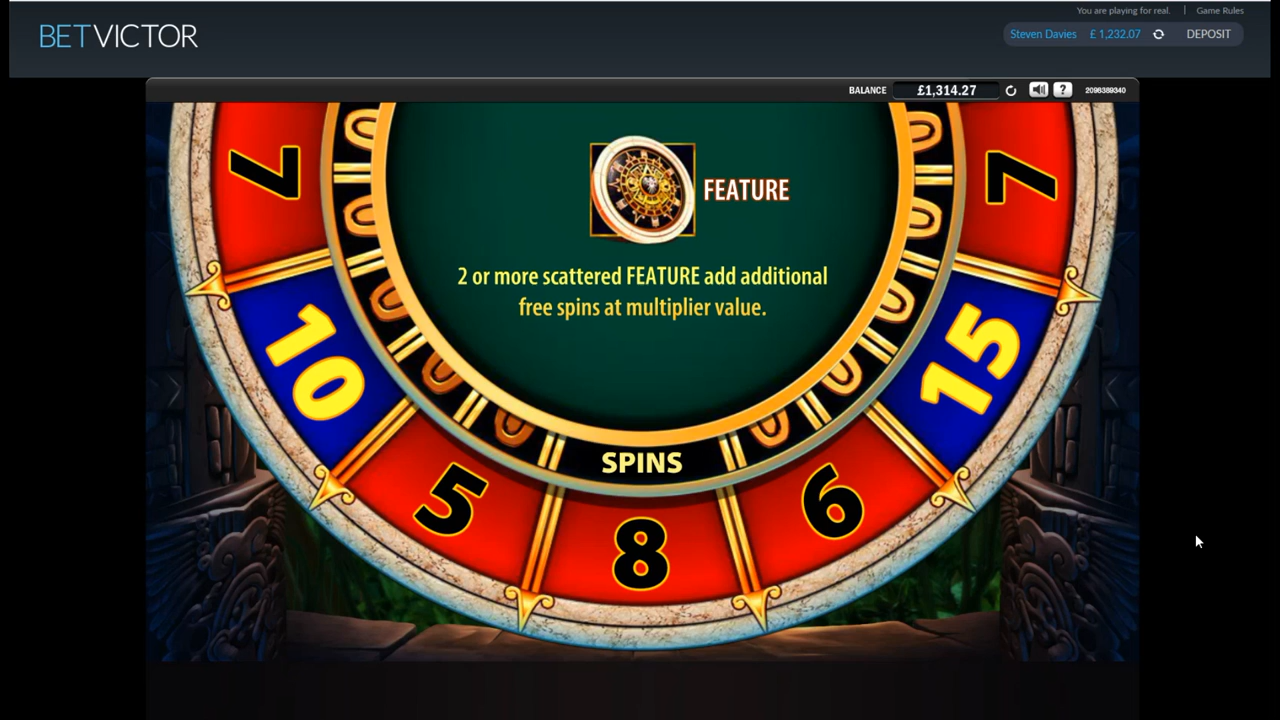 You are playing for real. | Game Rules
BETVICTOR
Steven Davies £ 1,232.07 DEPOSIT
BALANCE £1,314.27 ? 2098389340
7
7
FEATURE
2 or more scattered FEATURE add additional
free spins at multiplier value.
10
15
SPINS
5
6
8